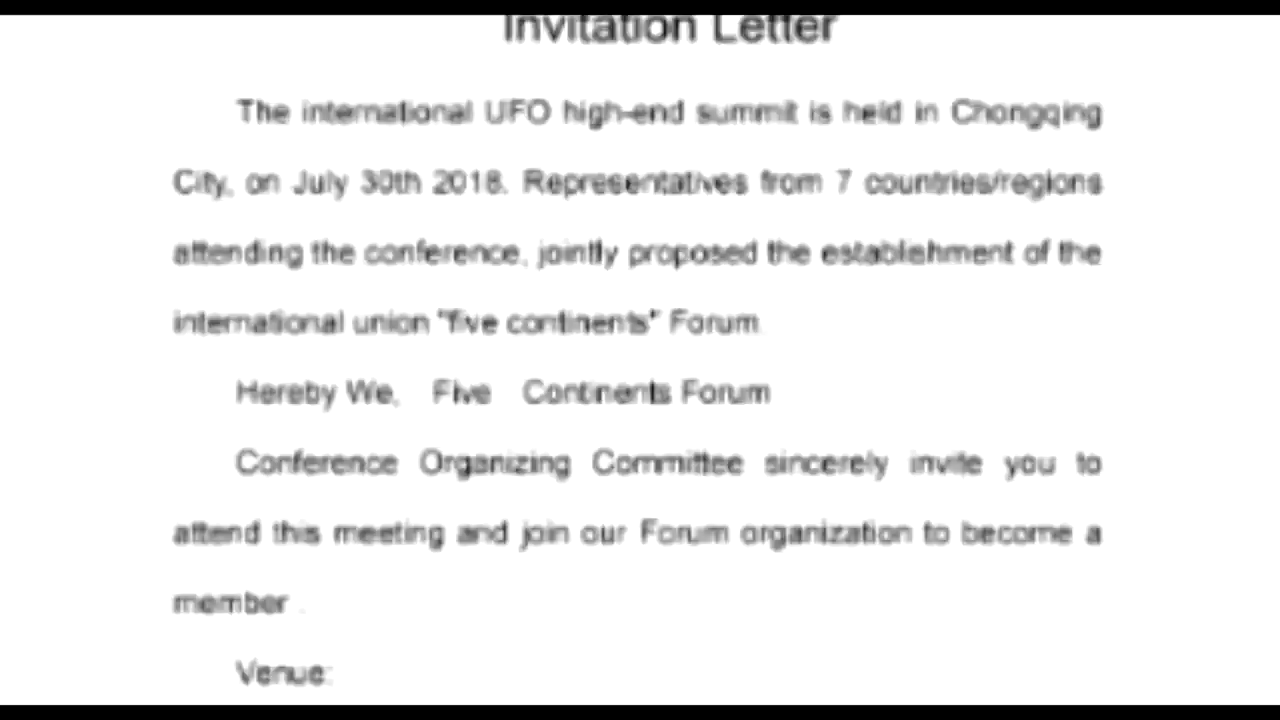 Invitation Letter
The international UFO high-end summit is held in Chongqing
City, on July 30th 2018. Representatives from 7 countries/regions
attending the conference, jointly proposed the establishment of the
international union "five continents" Forum
Hereby We, Five Continents Forum
Conference Organizing Committee sincerely invite you to
attend this meeting and join our Forum organization to become a
member .
Venue: